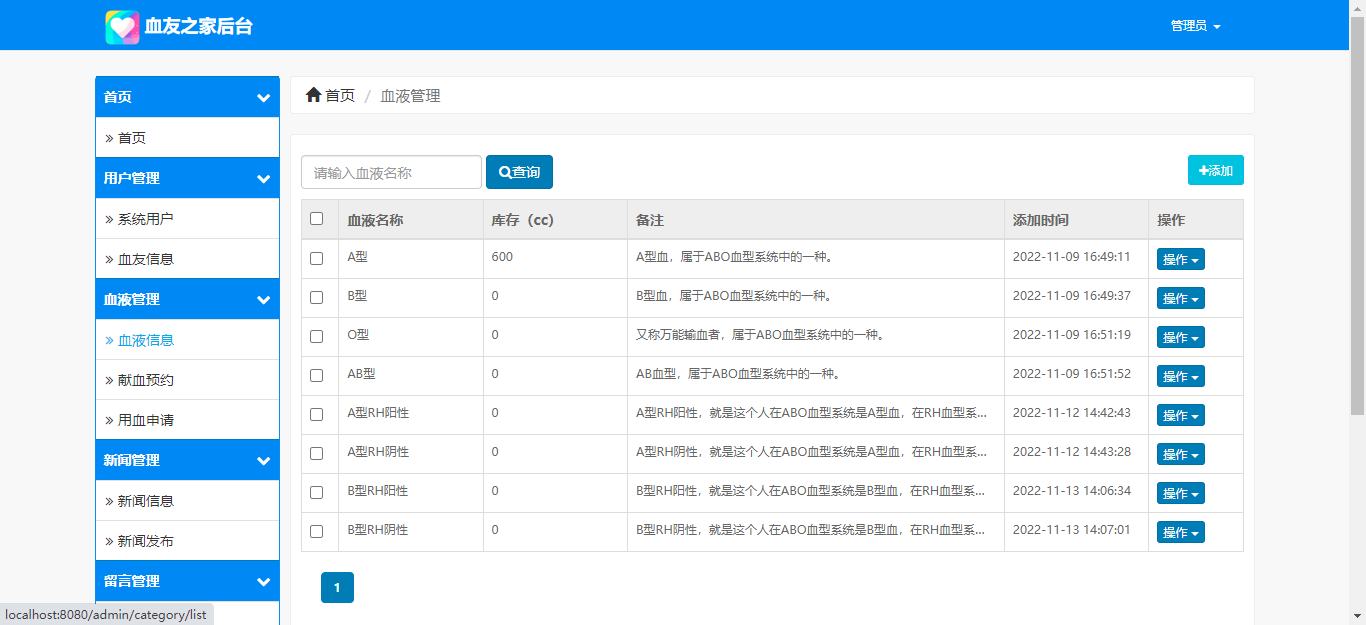 血友之家后台
管理员
首页
» 首页
用户管理
» 系统用户
» 血友信息
血液管理
» 血液信息
» 献血预约
» 用血申请
新闻管理
» 新闻信息
» 新闻发布
留言管理
首页 / 血液管理
请输入血液名称 查询 +添加
血液名称 库存（cc） 备注 添加时间 操作
A型 600 A型血，属于ABO血型系统中的一种。 2022-11-09 16:49:11 操作
B型 0 B型血，属于ABO血型系统中的一种。 2022-11-09 16:49:37 操作
O型 0 又称万能输血者，属于ABO血型系统中的一种。 2022-11-09 16:51:19 操作
AB型 0 AB血型，属于ABO血型系统中的一种。 2022-11-09 16:51:52 操作
A型RH阳性 0 A型RH阳性，就是这个人在ABO血型系统是A型血，在RH血型系... 2022-11-12 14:42:43 操作
A型RH阴性 0 A型RH阴性，就是这个人在ABO血型系统是A型血，在RH血型系... 2022-11-12 14:43:28 操作
B型RH阳性 0 B型RH阳性，就是这个人在ABO血型系统是B型血，在RH血型系... 2022-11-13 14:06:34 操作
B型RH阴性 0 B型RH阴性，就是这个人在ABO血型系统是B型血，在RH血型系... 2022-11-13 14:07:01 操作
1
localhost:8080/admin/category/list